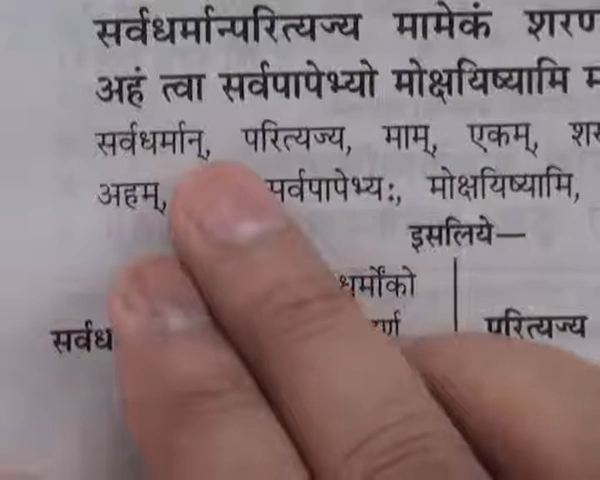 सर्वधर्मान्परित्यज्य मामेकं
अहं त्वा सर्वपापेभ्यो मोक्षयिष्यामि
सर्वधर्मान्, परित्यज्य, माम्, एकम्,
अहम्, सर्वपापेभ्यः, मोक्षयिष्यामि,
इसलिये—
परित्यज्य